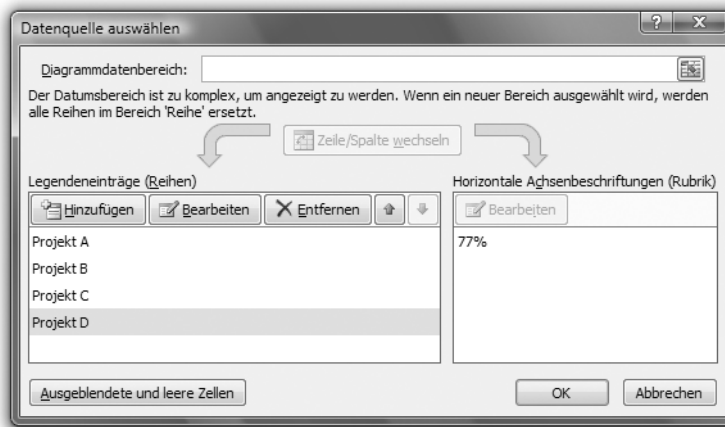 Datenquelle auswählen
Diagrammdatenbereich:
Der Datumsbereich ist zu komplex, um angezeigt zu werden. Wenn ein neuer Bereich ausgewählt wird, werden
alle Reihen im Bereich 'Reihe' ersetzt.
Zeile/Spalte wechseln
Legendeneinträge (Reihen)
Horizontale Achsenbeschriftungen (Rubrik)
Hinzufügen Bearbeiten Entfernen
Bearbeiten
Projekt A
77%
Projekt B
Projekt C
Projekt D
Ausgeblendete und leere Zellen
OK Abbrechen